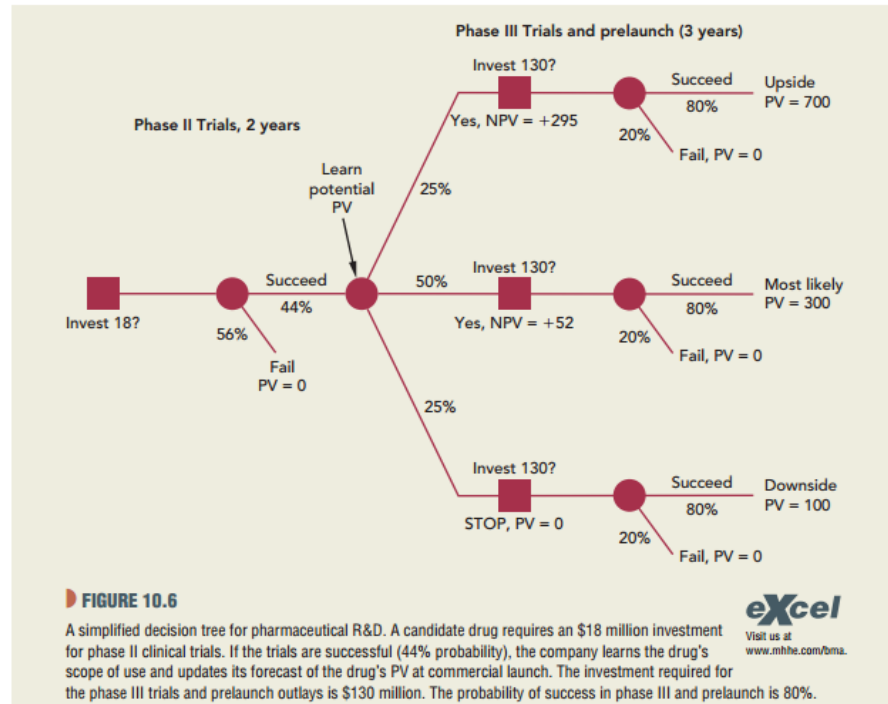 Phase III Trials and prelaunch (3 years)
Invest 130?
Succeed
80%
Upside
PV = 700
Yes, NPV = +295
20%
Fail, PV = 0
Phase II Trials, 2 years
Learn
potential
PV
25%
Invest 18?
Succeed
44%
56%
Fail
PV = 0
50%
Invest 130?
Succeed
80%
Most likely
PV = 300
Yes, NPV = +52
20%
Fail, PV = 0
25%
Invest 130?
Succeed
80%
Downside
PV = 100
STOP, PV = 0
20%
Fail, PV = 0
FIGURE 10.6
A simplified decision tree for pharmaceutical R&D. A candidate drug requires an $18 million investment
for phase II clinical trials. If the trials are successful (44% probability), the company learns the drug's
scope of use and updates its forecast of the drug's PV at commercial launch. The investment required for
the phase III trials and prelaunch outlays is $130 million. The probability of success in phase III and prelaunch is 80%.
eXcel
Visit us at
www.mhhe.com/bma.